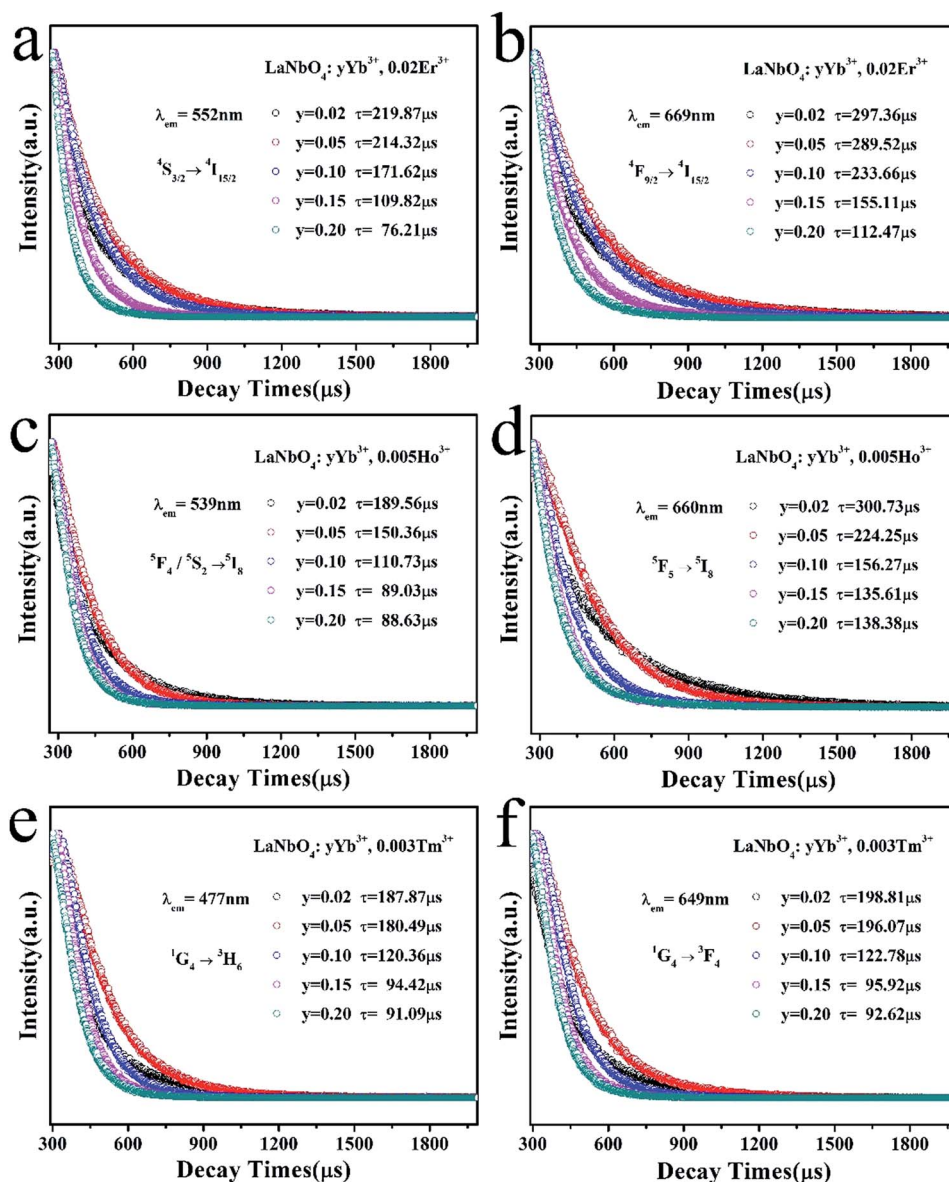 a
LaNbO₄: yYb³⁺, 0.02Er³⁺
λem = 552nm
⁴S₃/₂→⁴I₁₅/₂
y=0.02 τ=219.87μs
y=0.05 τ=214.32μs
y=0.10 τ=171.62μs
y=0.15 τ=109.82μs
y=0.20 τ= 76.21μs
Intensity(a.u.)
300 600 900 1200 1500 1800
Decay Times(μs)
b
LaNbO₄: yYb³⁺, 0.02Er³⁺
λem = 669nm
⁴F₉/₂→⁴I₁₅/₂
y=0.02 τ=297.36μs
y=0.05 τ=289.52μs
y=0.10 τ=233.66μs
y=0.15 τ=155.11μs
y=0.20 τ=112.47μs
Intensity(a.u.)
300 600 900 1200 1500 1800
Decay Times(μs)
c
LaNbO₄: yYb³⁺, 0.005Ho³⁺
λem = 539nm
⁵F₄ / ⁵S₂→⁵I₈
y=0.02 τ=189.56μs
y=0.05 τ=150.36μs
y=0.10 τ=110.73μs
y=0.15 τ= 89.03μs
y=0.20 τ= 88.63μs
Intensity(a.u.)
300 600 900 1200 1500 1800
Decay Times(μs)
d
LaNbO₄: yYb³⁺, 0.005Ho³⁺
λem = 660nm
⁵F₅ → ⁵I₈
y=0.02 τ=300.73μs
y=0.05 τ=224.25μs
y=0.10 τ=156.27μs
y=0.15 τ=135.61μs
y=0.20 τ=138.38μs
Intensity(a.u.)
300 600 900 1200 1500 1800
Decay Times(μs)
e
LaNbO₄: yYb³⁺, 0.003Tm³⁺
λem = 477nm
¹G₄ → ³H₆
y=0.02 τ=187.87μs
y=0.05 τ=180.49μs
y=0.10 τ=120.36μs
y=0.15 τ= 94.42μs
y=0.20 τ= 91.09μs
Intensity(a.u.)
300 600 900 1200 1500 1800
Decay Times(μs)
f
LaNbO₄: yYb³⁺, 0.003Tm³⁺
λem = 649nm
¹G₄ → ³F₄
y=0.02 τ=198.81μs
y=0.05 τ=196.07μs
y=0.10 τ=122.78μs
y=0.15 τ= 95.92μs
y=0.20 τ= 92.62μs
Intensity(a.u.)
300 600 900 1200 1500 1800
Decay Times(μs)